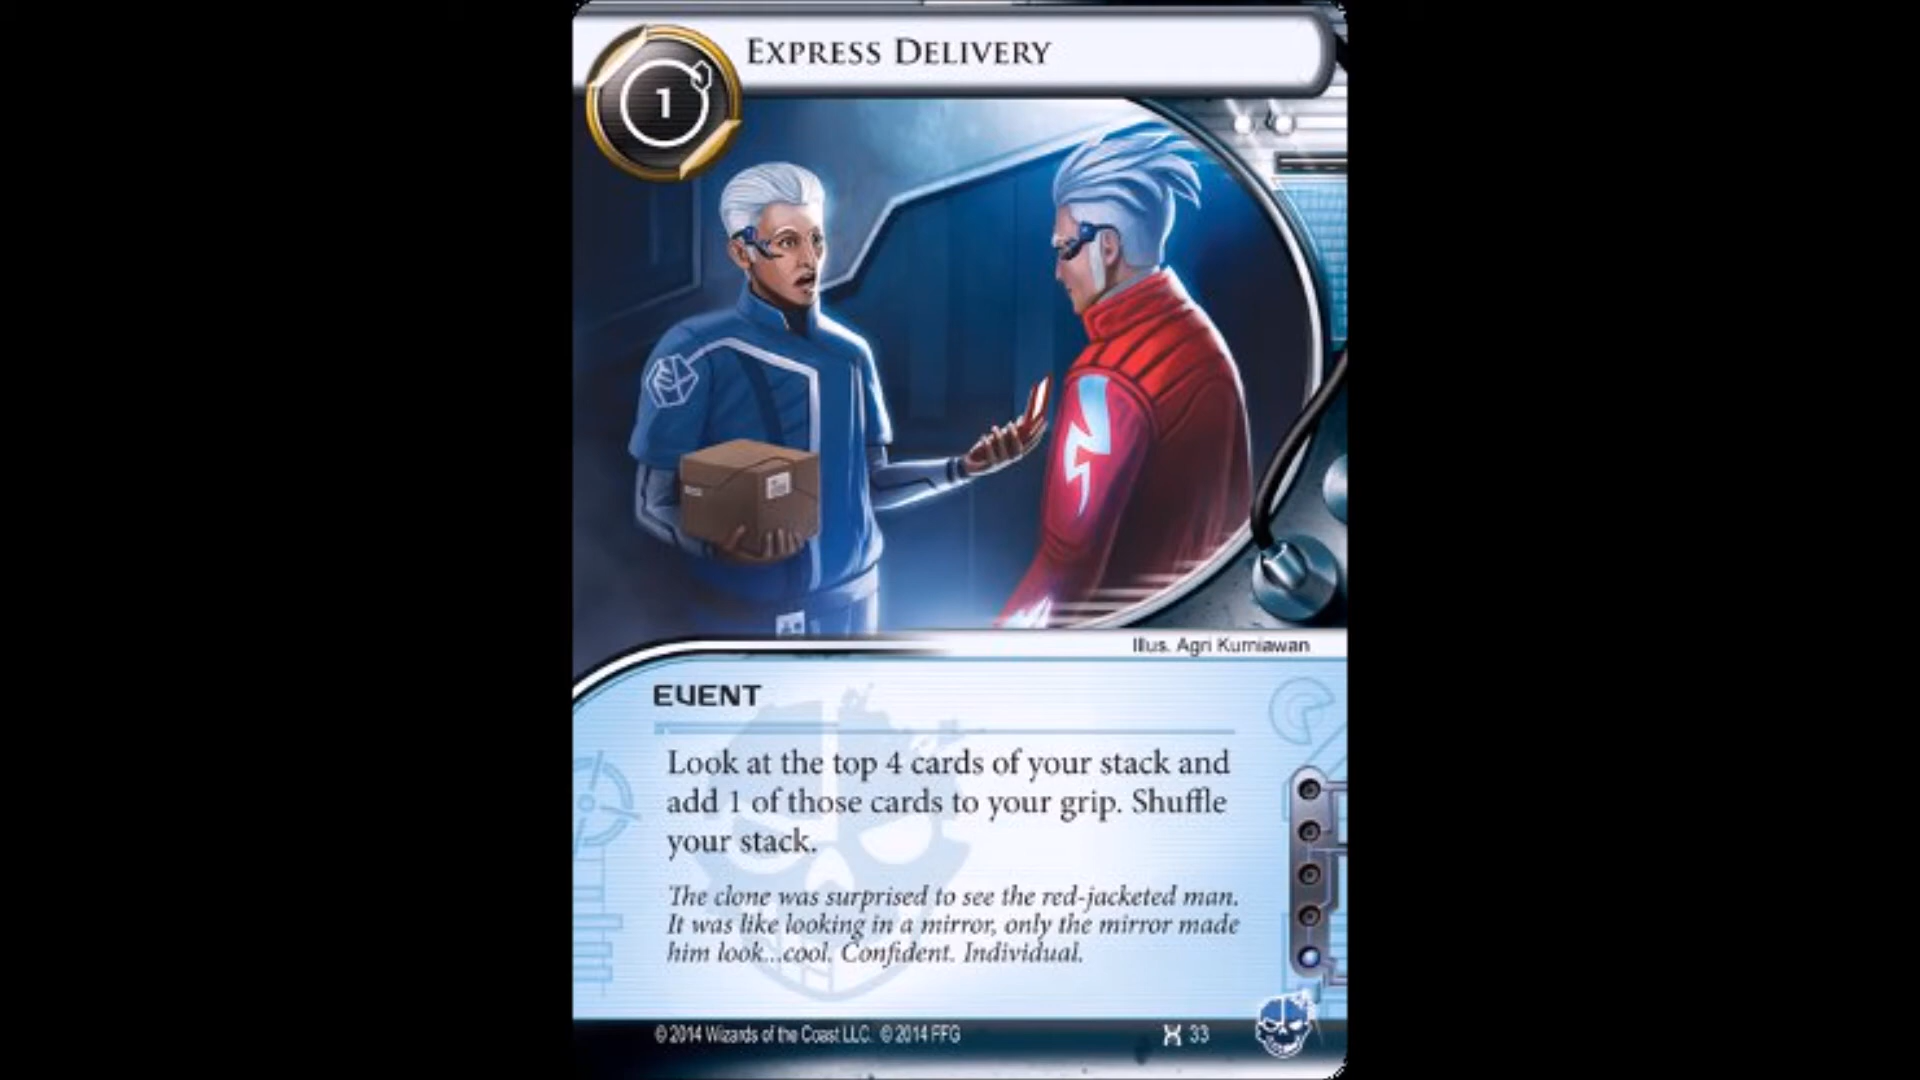 Express Delivery
1
Illus. Agri Kurniawan
EVENT
Look at the top 4 cards of your stack and
add 1 of those cards to your grip. Shuffle
your stack.
The clone was surprised to see the red-jacketed man.
It was like looking in a mirror, only the mirror made
him look...cool. Confident. Individual.
© 2014 Wizards of the Coast LLC. © 2014 FFG
33